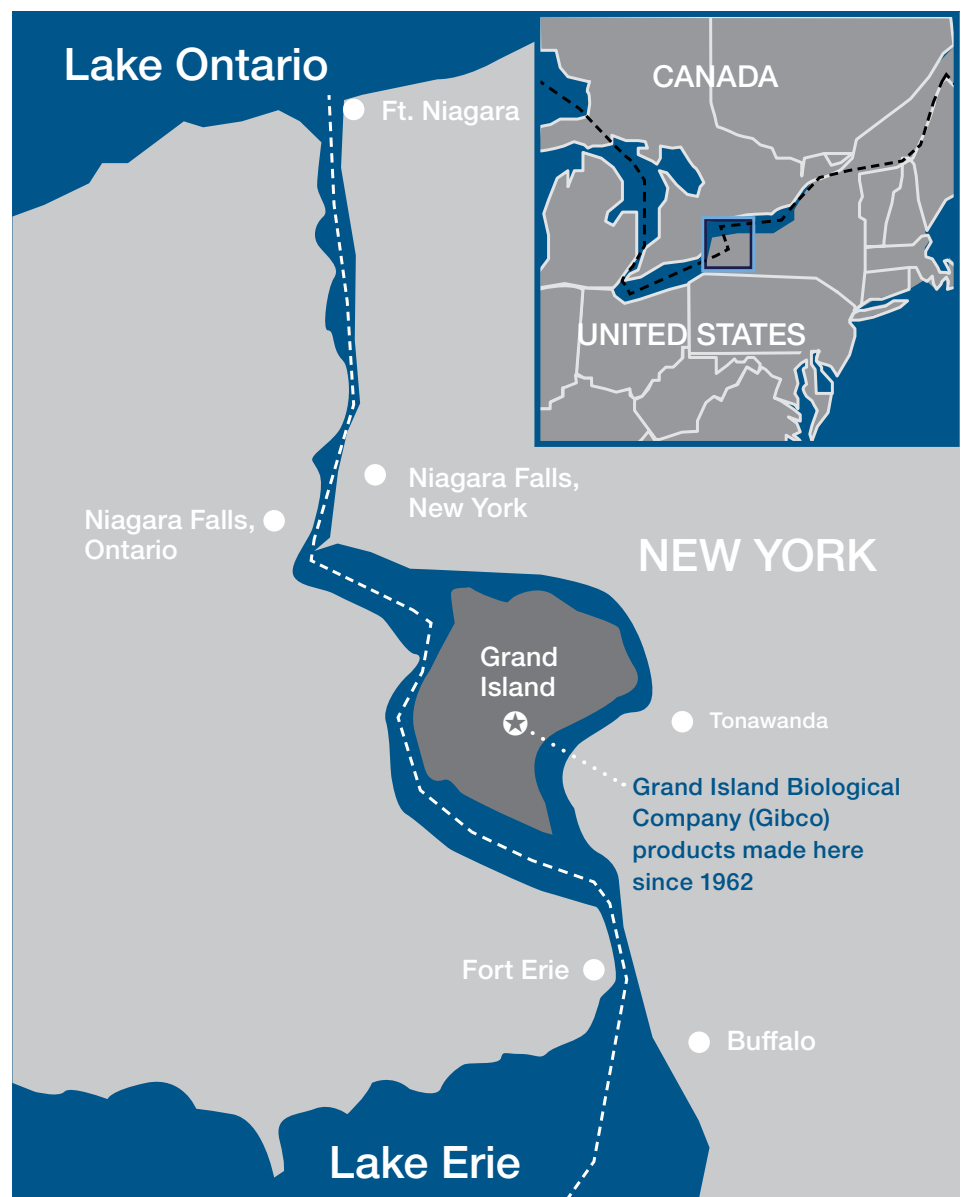 Lake Ontario
Ft. Niagara
CANADA
UNITED STATES
Niagara Falls,
New York
Niagara Falls,
Ontario
NEW YORK
Grand
Island
Tonawanda
Grand Island Biological
Company (Gibco)
products made here
since 1962
Fort Erie
Buffalo
Lake Erie